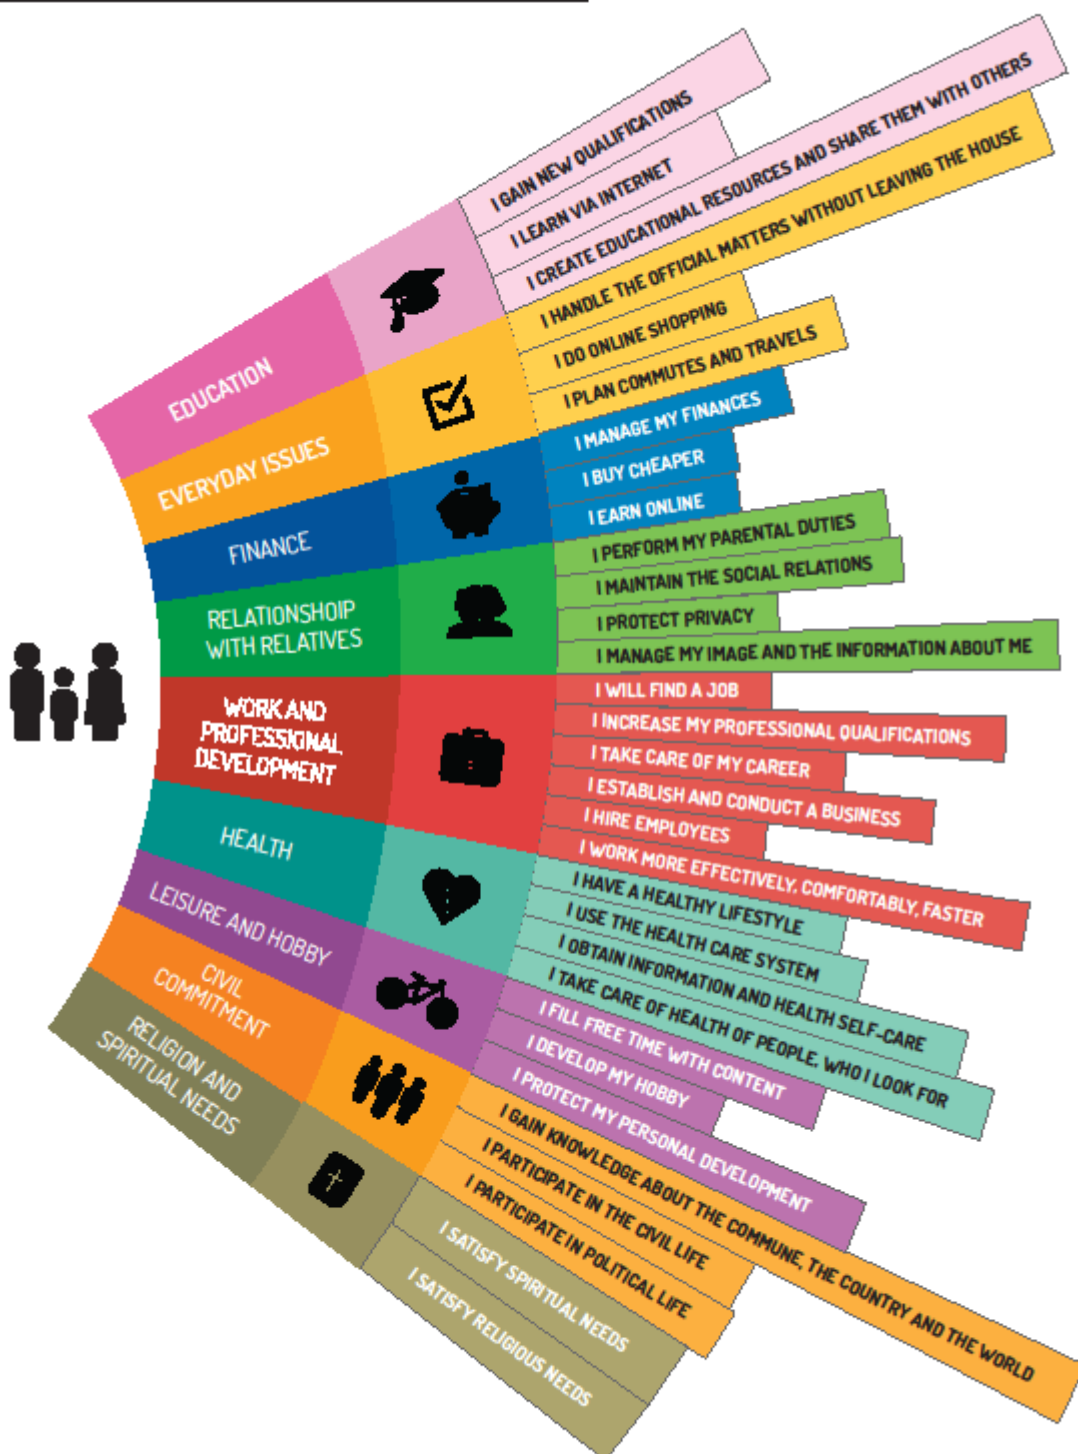 EDUCATION
I GAIN NEW QUALIFICATIONS
I LEARN VIA INTERNET
I CREATE EDUCATIONAL RESOURCES AND SHARE THEM WITH OTHERS
EVERYDAY ISSUES
I HANDLE THE OFFICIAL MATTERS WITHOUT LEAVING THE HOUSE
I DO ONLINE SHOPPING
I PLAN COMMUTES AND TRAVELS
FINANCE
I MANAGE MY FINANCES
I BUY CHEAPER
I EARN ONLINE
RELATIONSHOIP
WITH RELATIVES
I PERFORM MY PARENTAL DUTIES
I MAINTAIN THE SOCIAL RELATIONS
I PROTECT PRIVACY
I MANAGE MY IMAGE AND THE INFORMATION ABOUT ME
WORK AND
PROFESSIONAL
DEVELOPMENT
I WILL FIND A JOB
I INCREASE MY PROFESSIONAL QUALIFICATIONS
I TAKE CARE OF MY CAREER
I ESTABLISH AND CONDUCT A BUSINESS
I HIRE EMPLOYEES
I WORK MORE EFFECTIVELY, COMFORTABLY, FASTER
HEALTH
I HAVE A HEALTHY LIFESTYLE
I USE THE HEALTH CARE SYSTEM
I OBTAIN INFORMATION AND HEALTH SELF-CARE
I TAKE CARE OF HEALTH OF PEOPLE, WHO I LOOK FOR
LEISURE AND HOBBY
I FILL FREE TIME WITH CONTENT
I DEVELOP MY HOBBY
I PROTECT MY PERSONAL DEVELOPMENT
CIVIL
COMMITMENT
I GAIN KNOWLEDGE ABOUT THE COMMUNE, THE COUNTRY AND THE WORLD
I PARTICIPATE IN THE CIVIL LIFE
I PARTICIPATE IN POLITICAL LIFE
RELIGION AND
SPIRITUAL NEEDS
I SATISFY SPIRITUAL NEEDS
I SATISFY RELIGIOUS NEEDS